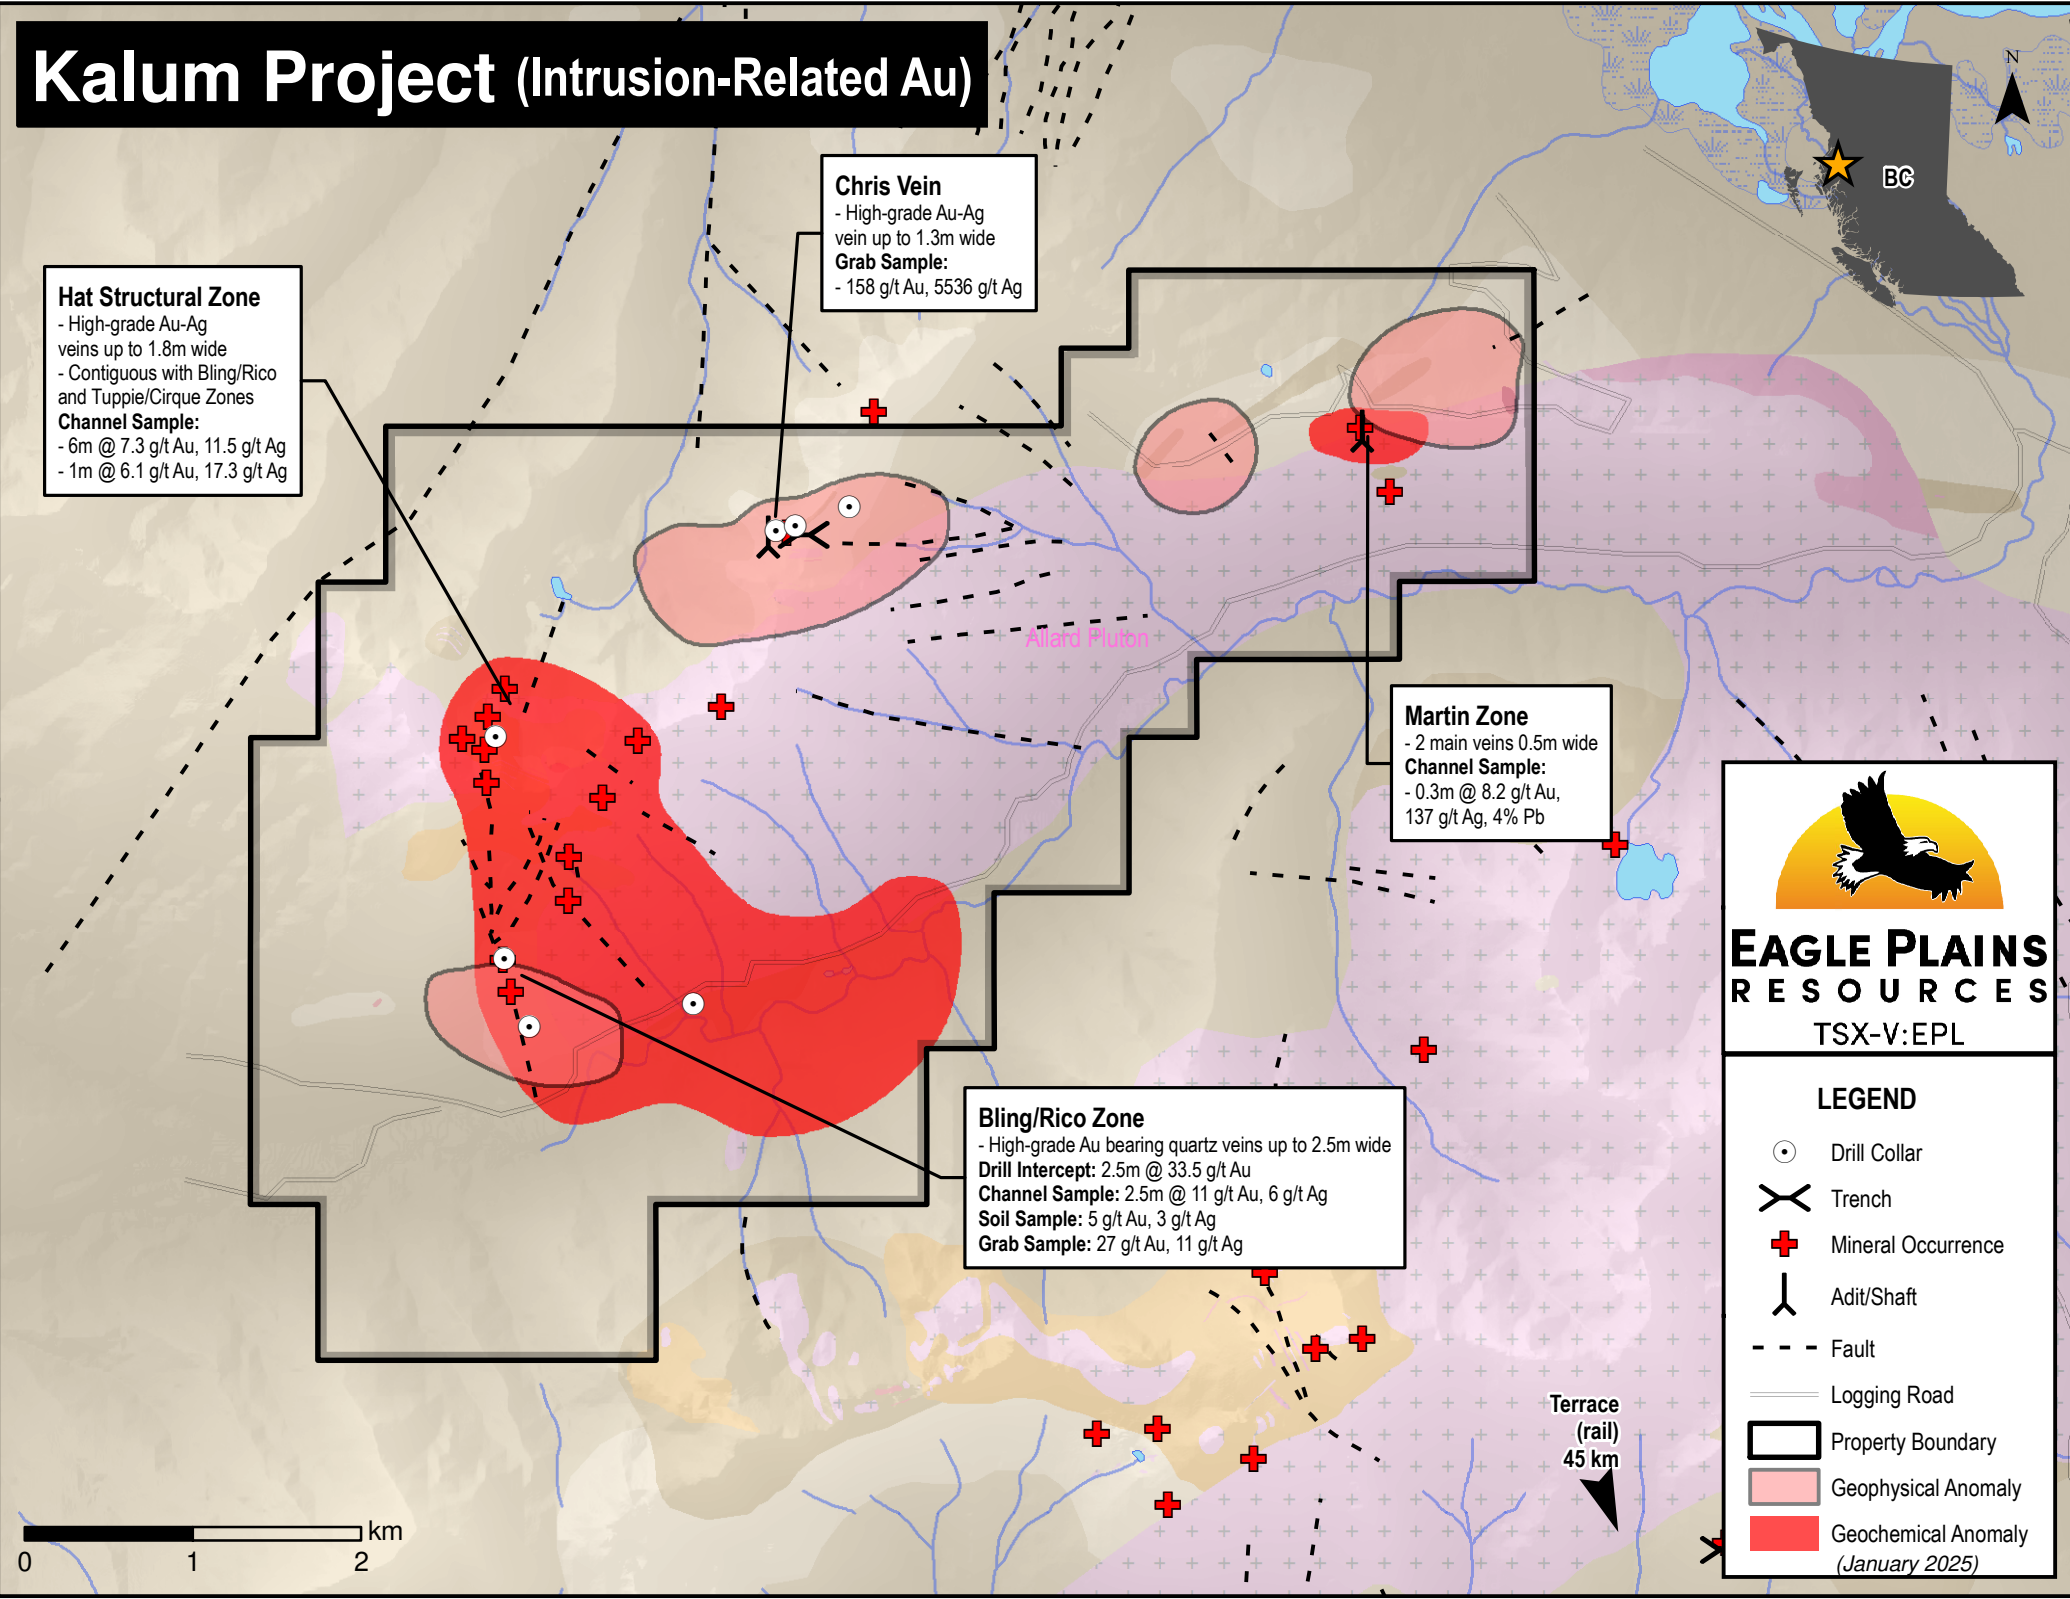 Kalum Project (Intrusion-Related Au)
N
BC
Chris Vein
- High-grade Au-Ag
vein up to 1.3m wide
Grab Sample:
- 158 g/t Au, 5536 g/t Ag
Hat Structural Zone
- High-grade Au-Ag
veins up to 1.8m wide
- Contiguous with Bling/Rico
and Tuppie/Cirque Zones
Channel Sample:
- 6m @ 7.3 g/t Au, 11.5 g/t Ag
- 1m @ 6.1 g/t Au, 17.3 g/t Ag
Allard Pluton
Martin Zone
- 2 main veins 0.5m wide
Channel Sample:
- 0.3m @ 8.2 g/t Au,
137 g/t Ag, 4% Pb
Bling/Rico Zone
- High-grade Au bearing quartz veins up to 2.5m wide
Drill Intercept: 2.5m @ 33.5 g/t Au
Channel Sample: 2.5m @ 11 g/t Au, 6 g/t Ag
Soil Sample: 5 g/t Au, 3 g/t Ag
Grab Sample: 27 g/t Au, 11 g/t Ag
EAGLE PLAINS
RESOURCES
TSX-V:EPL
LEGEND
Drill Collar
Trench
Mineral Occurrence
Adit/Shaft
Fault
Logging Road
Property Boundary
Geophysical Anomaly
Geochemical Anomaly
(January 2025)
Terrace
(rail)
45 km
km
0 1 2